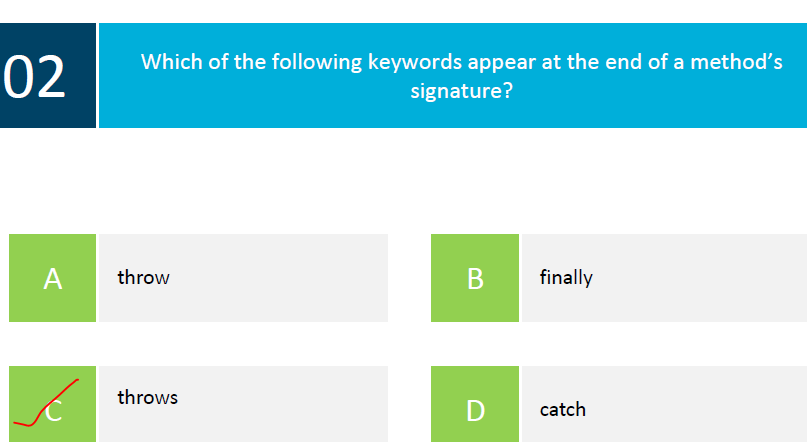 02
Which of the following keywords appear at the end of a method's
signature?
A
throw
B
finally
C
throws
D
catch